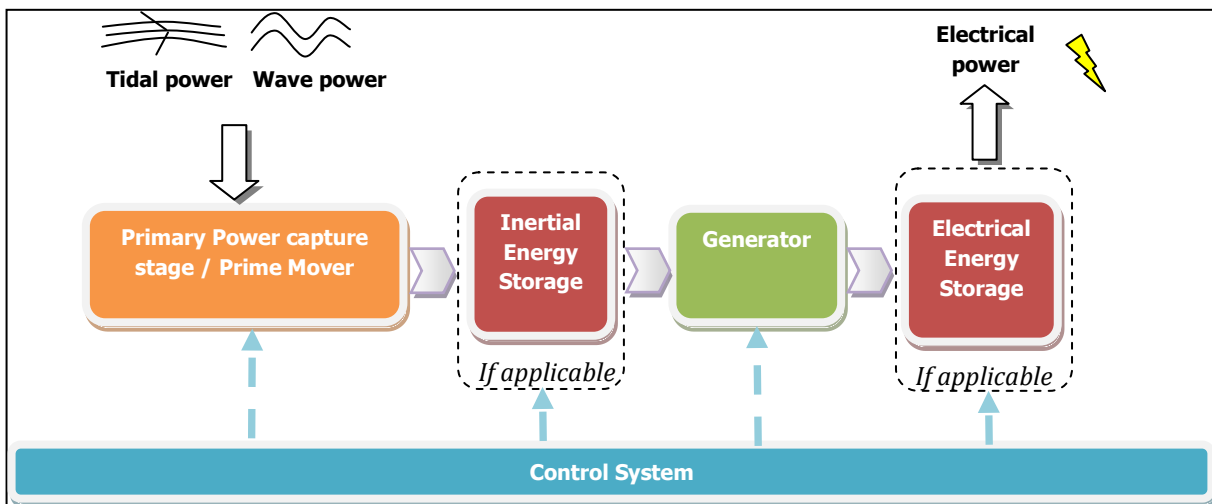 Tidal power
Wave power
Electrical
power
Primary Power capture
stage / Prime Mover
Inertial
Energy
Storage
If applicable
Generator
Electrical
Energy
Storage
If applicable
Control System